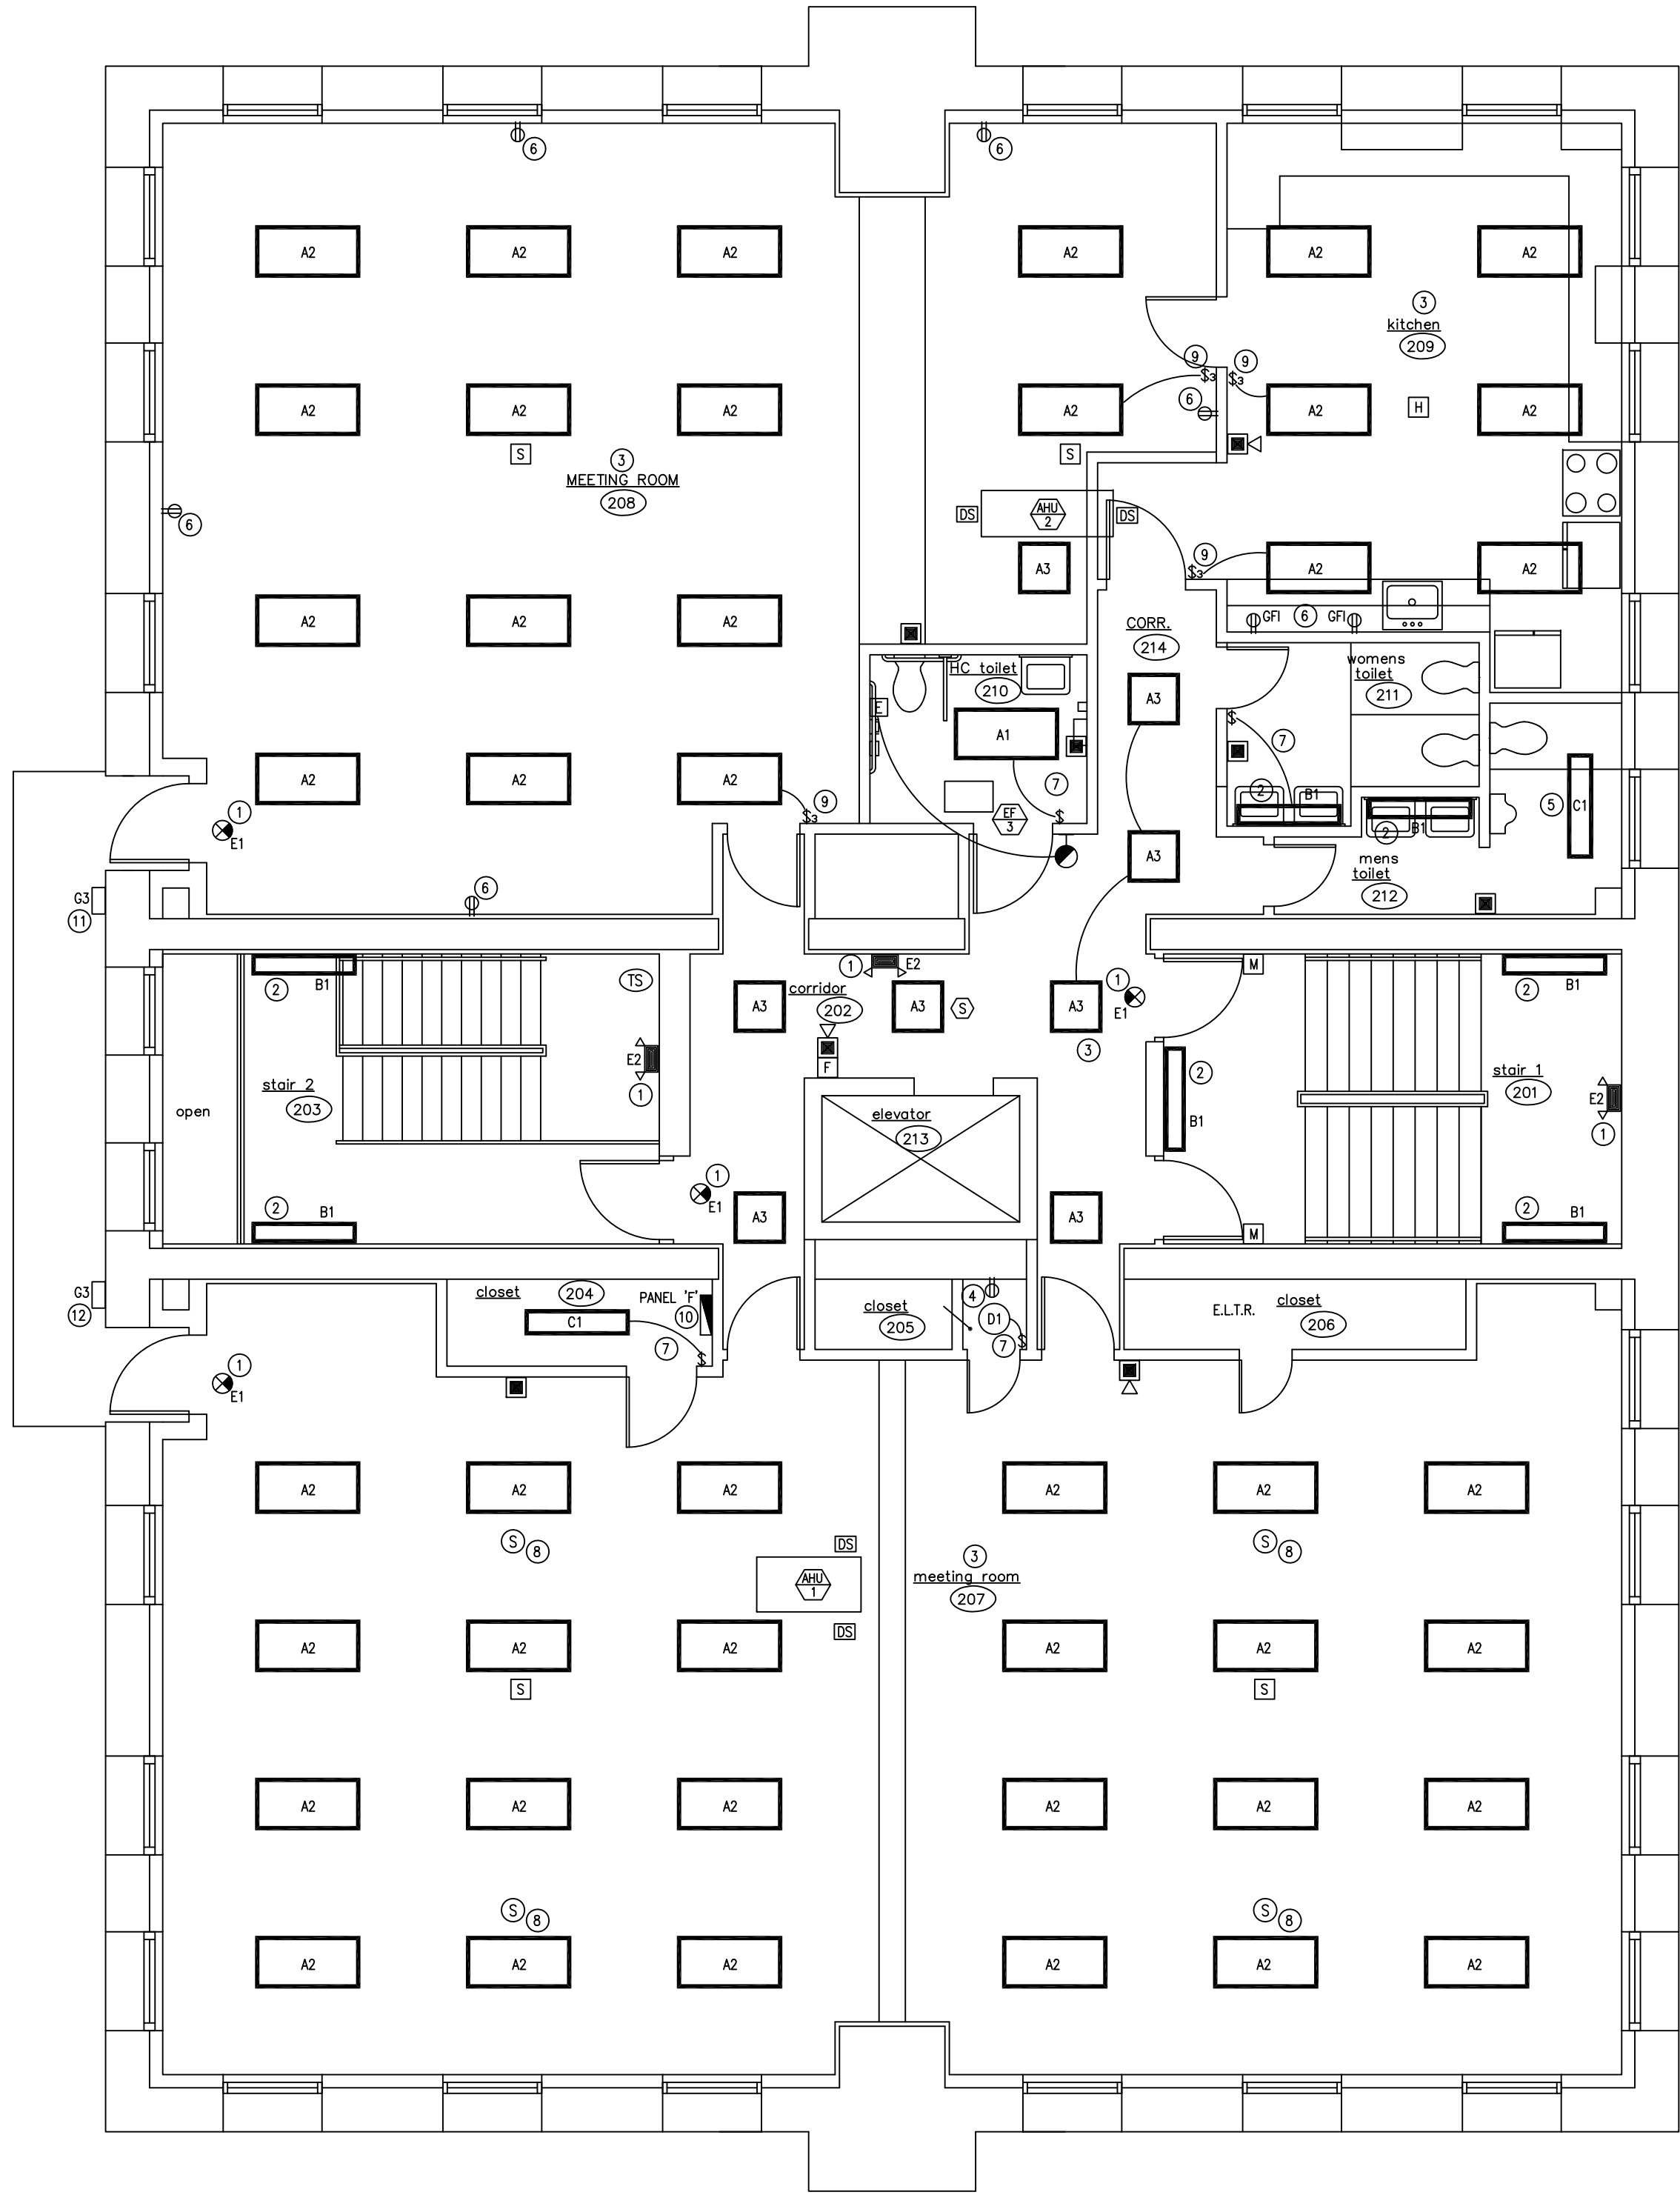 6
6
A2
A2
A2
A2
A2
A2
3
kitchen
209
9
9
$3
$3
6
A2
A2
A2
A2
A2
A2
H
S
3
MEETING ROOM
208
S
6
DS
AHU
2
DS
9
$3
A3
A2
A2
GFI
6
GFI
A2
A2
A2
CORR.
214
HC toilet
210
womens
toilet
211
A3
E
A1
$
7
2
B1
7
EF
3
$
A2
A2
A2
9
$3
5
C1
2
B1
1
E1
A3
mens
toilet
212
G3
11
6
1
E2
M
2
B1
TS
corridor
202
A3
A3
S
A3
1
E1
3
2
B1
F
E2
1
stair 2
203
open
elevator
213
2
B1
stair 1
201
E2
1
2
B1
1
E1
A3
A3
M
2
B1
G3
12
closet
204
PANEL 'F'
10
C1
7
$
closet
205
4
D1
7
$
E.L.T.R.
closet
206
1
E1
A2
A2
A2
A2
A2
A2
S
8
DS
S
8
AHU
1
3
meeting room
207
DS
A2
A2
A2
A2
A2
A2
S
S
A2
A2
A2
A2
A2
A2
S
8
S
8
A2
A2
A2
A2
A2
A2